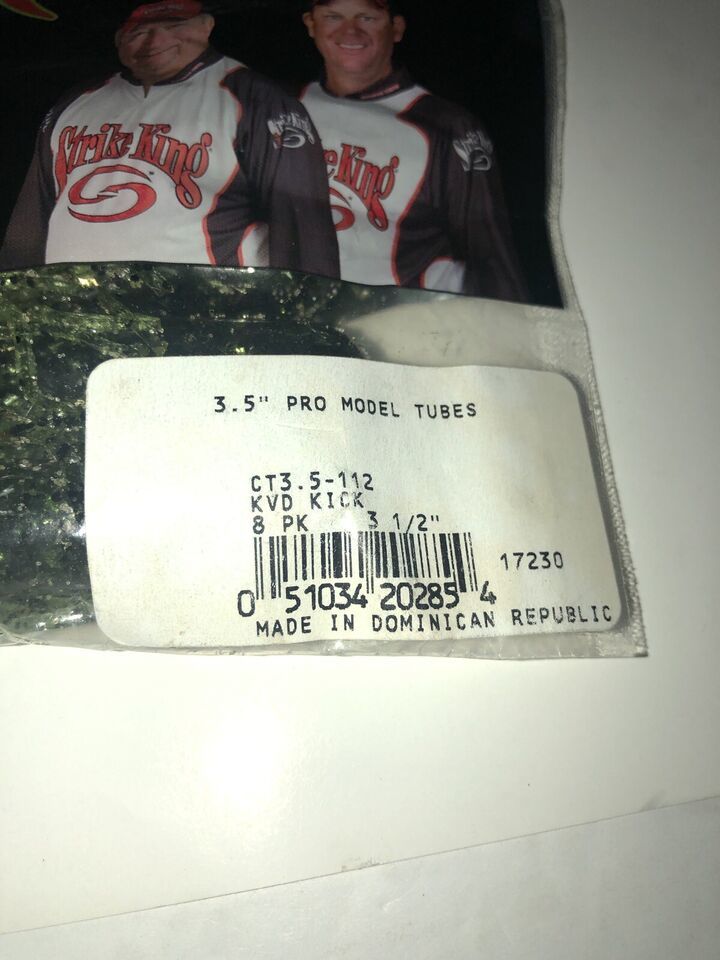 Strike King
ke King
3.5" PRO MODEL TUBES
CT3.5-112
KVD KICK
8 PK 3 1/2"
17230
0 51034 20285 4
MADE IN DOMINICAN REPUBLIC